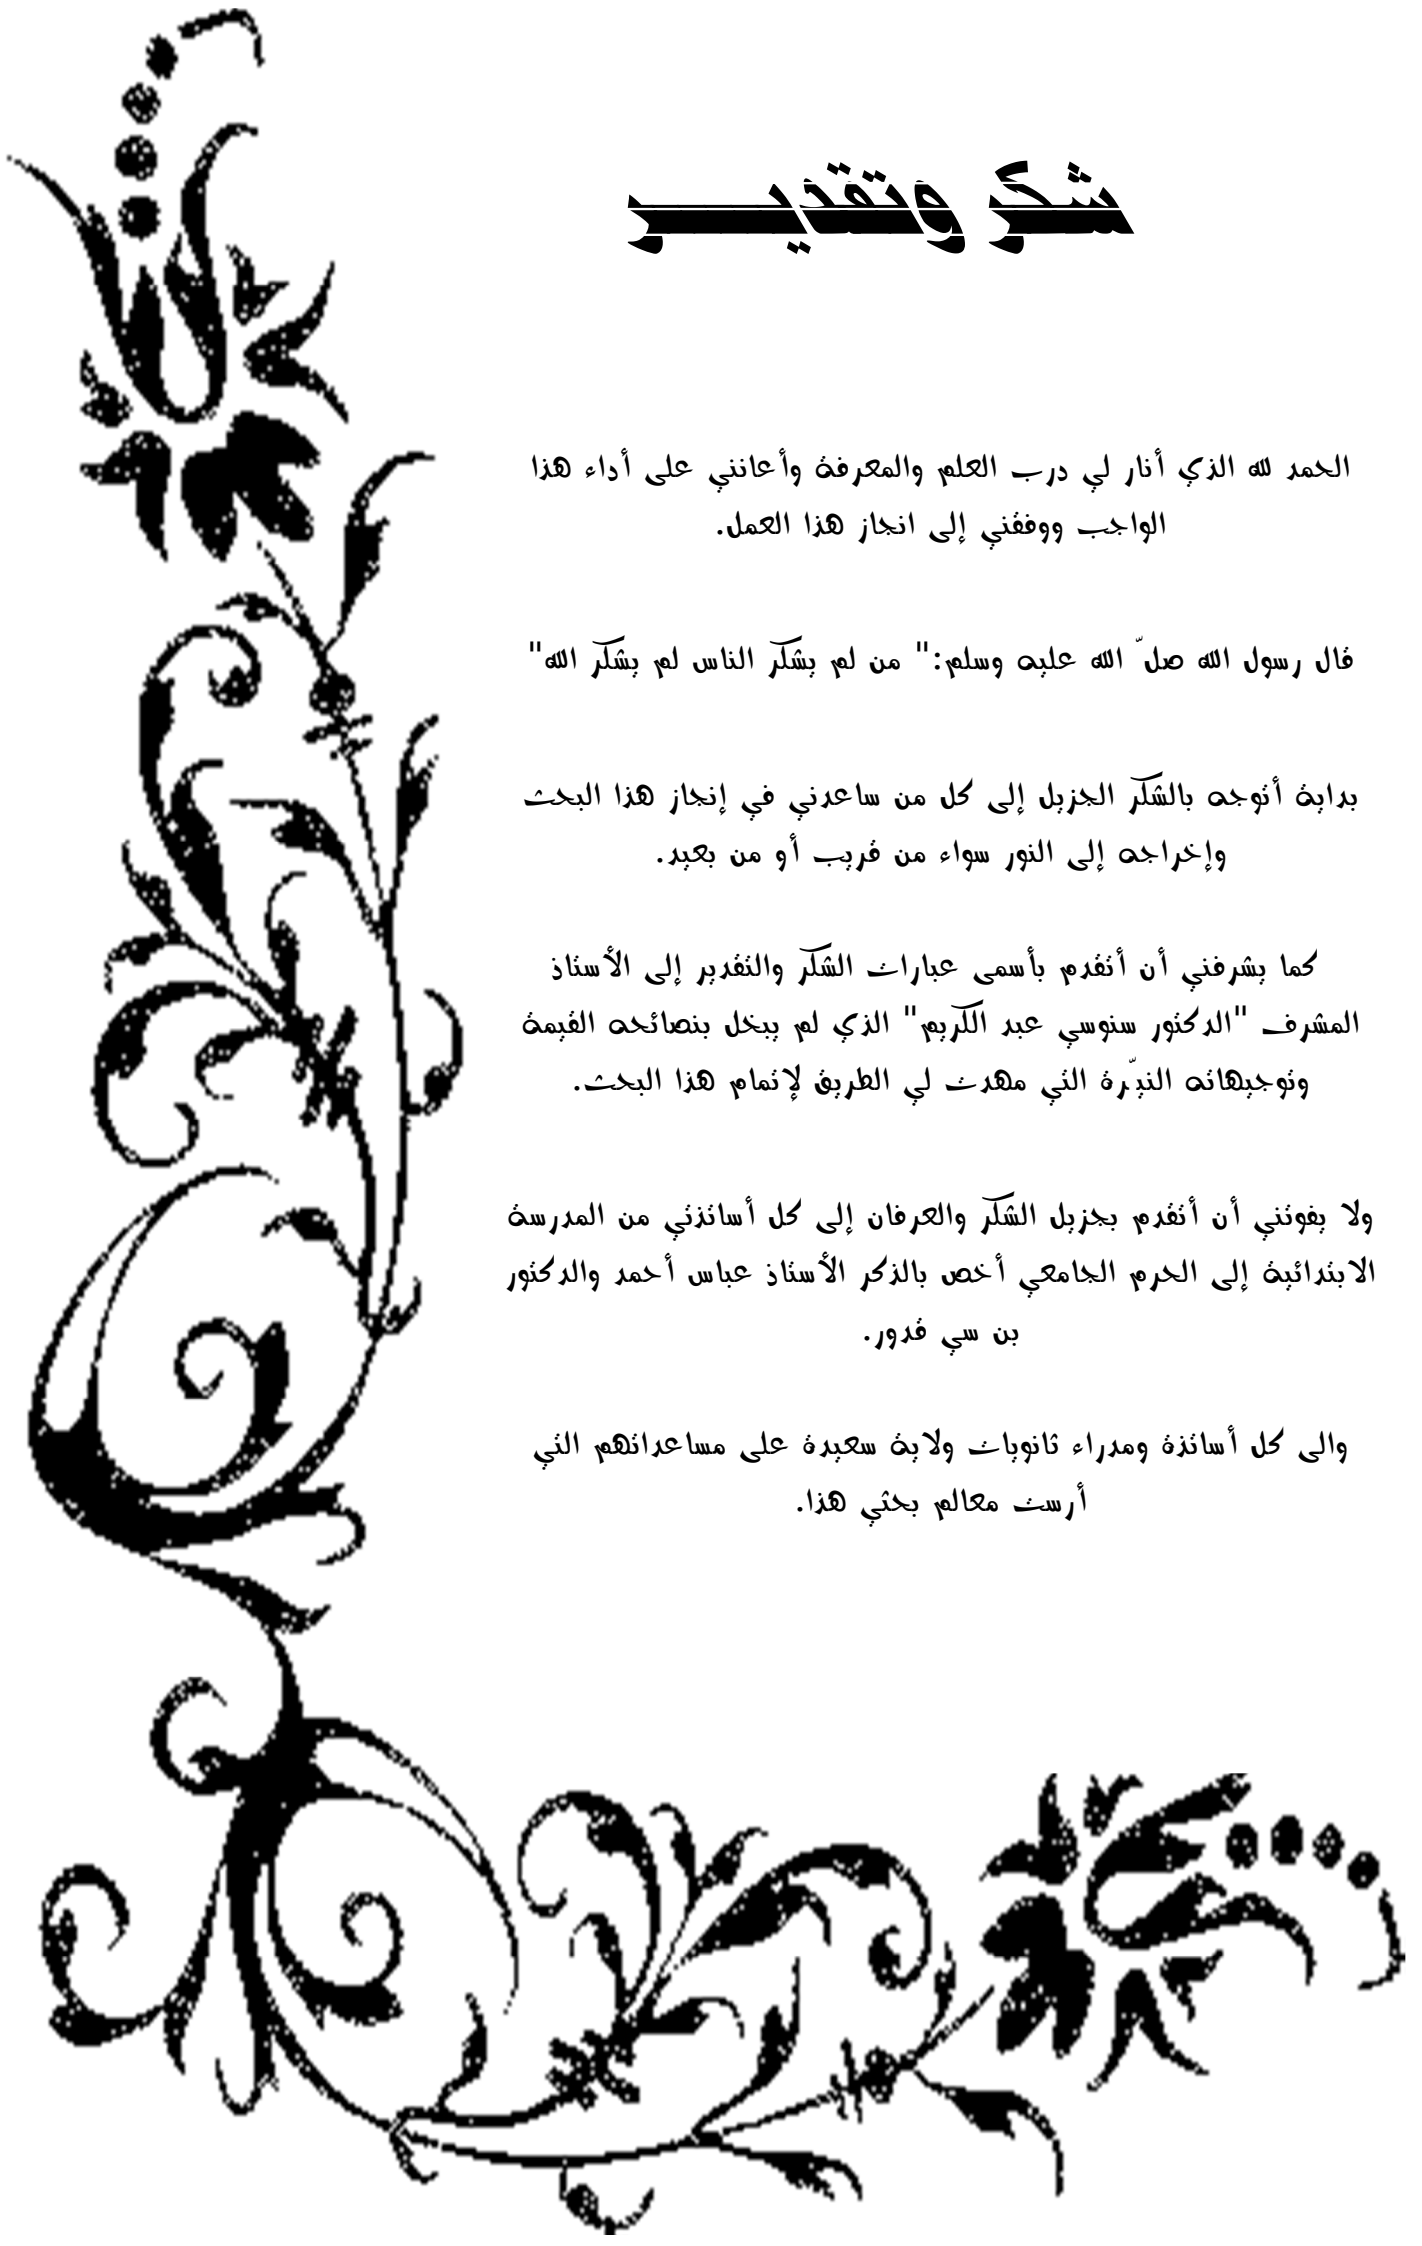 شكر وتقديـــر
الحمد لله الذي أنار لي درب العلم والمعرفة وأعانني على أداء هذا
الواجب ووفقني إلى انجاز هذا العمل.
قال رسول الله صلّ الله عليه وسلم:" من لم يشكر الناس لم يشكر الله"
بداية أتوجه بالشكر الجزيل إلى كل من ساعدني في إنجاز هذا البحث
وإخراجه إلى النور سواء من قريب أو من بعيد.
كما يشرفني أن أتقدم بأسمى عبارات الشكر والتقدير إلى الأستاذ
المشرف "الدكتور سنوسي عبد الكريم" الذي لم يبخل بنصائحه القيمة
وتوجيهاته النيّرة التي مهدت لي الطريق لإتمام هذا البحث.
ولا يفوتني أن أتقدم بجزيل الشكر والعرفان إلى كل أساتذتي من المدرسة
الابتدائية إلى الحرم الجامعي أخص بالذكر الأستاذ عباس أحمد والدكتور
بن سي قدور.
والى كل أساتذة ومدراء ثانويات ولاية سعيدة على مساعداتهم التي
أرست معالم بحثي هذا.